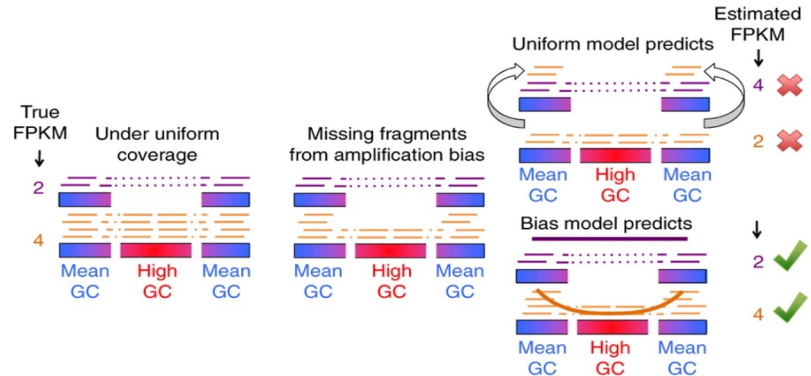 True
FPKM
Under uniform
coverage
2
4
Mean
GC
High
GC
Mean
GC
Missing fragments
from amplification bias
Mean
GC
High
GC
Mean
GC
Uniform model predicts
Estimated
FPKM
4
2
Mean
GC
High
GC
Mean
GC
Bias model predicts
2
4
Mean
GC
High
GC
Mean
GC